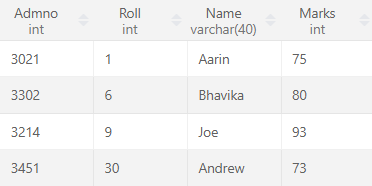 Admno Roll Name Marks
int int varchar(40) int
3021 1 Aarin 75
3302 6 Bhavika 80
3214 9 Joe 93
3451 30 Andrew 73